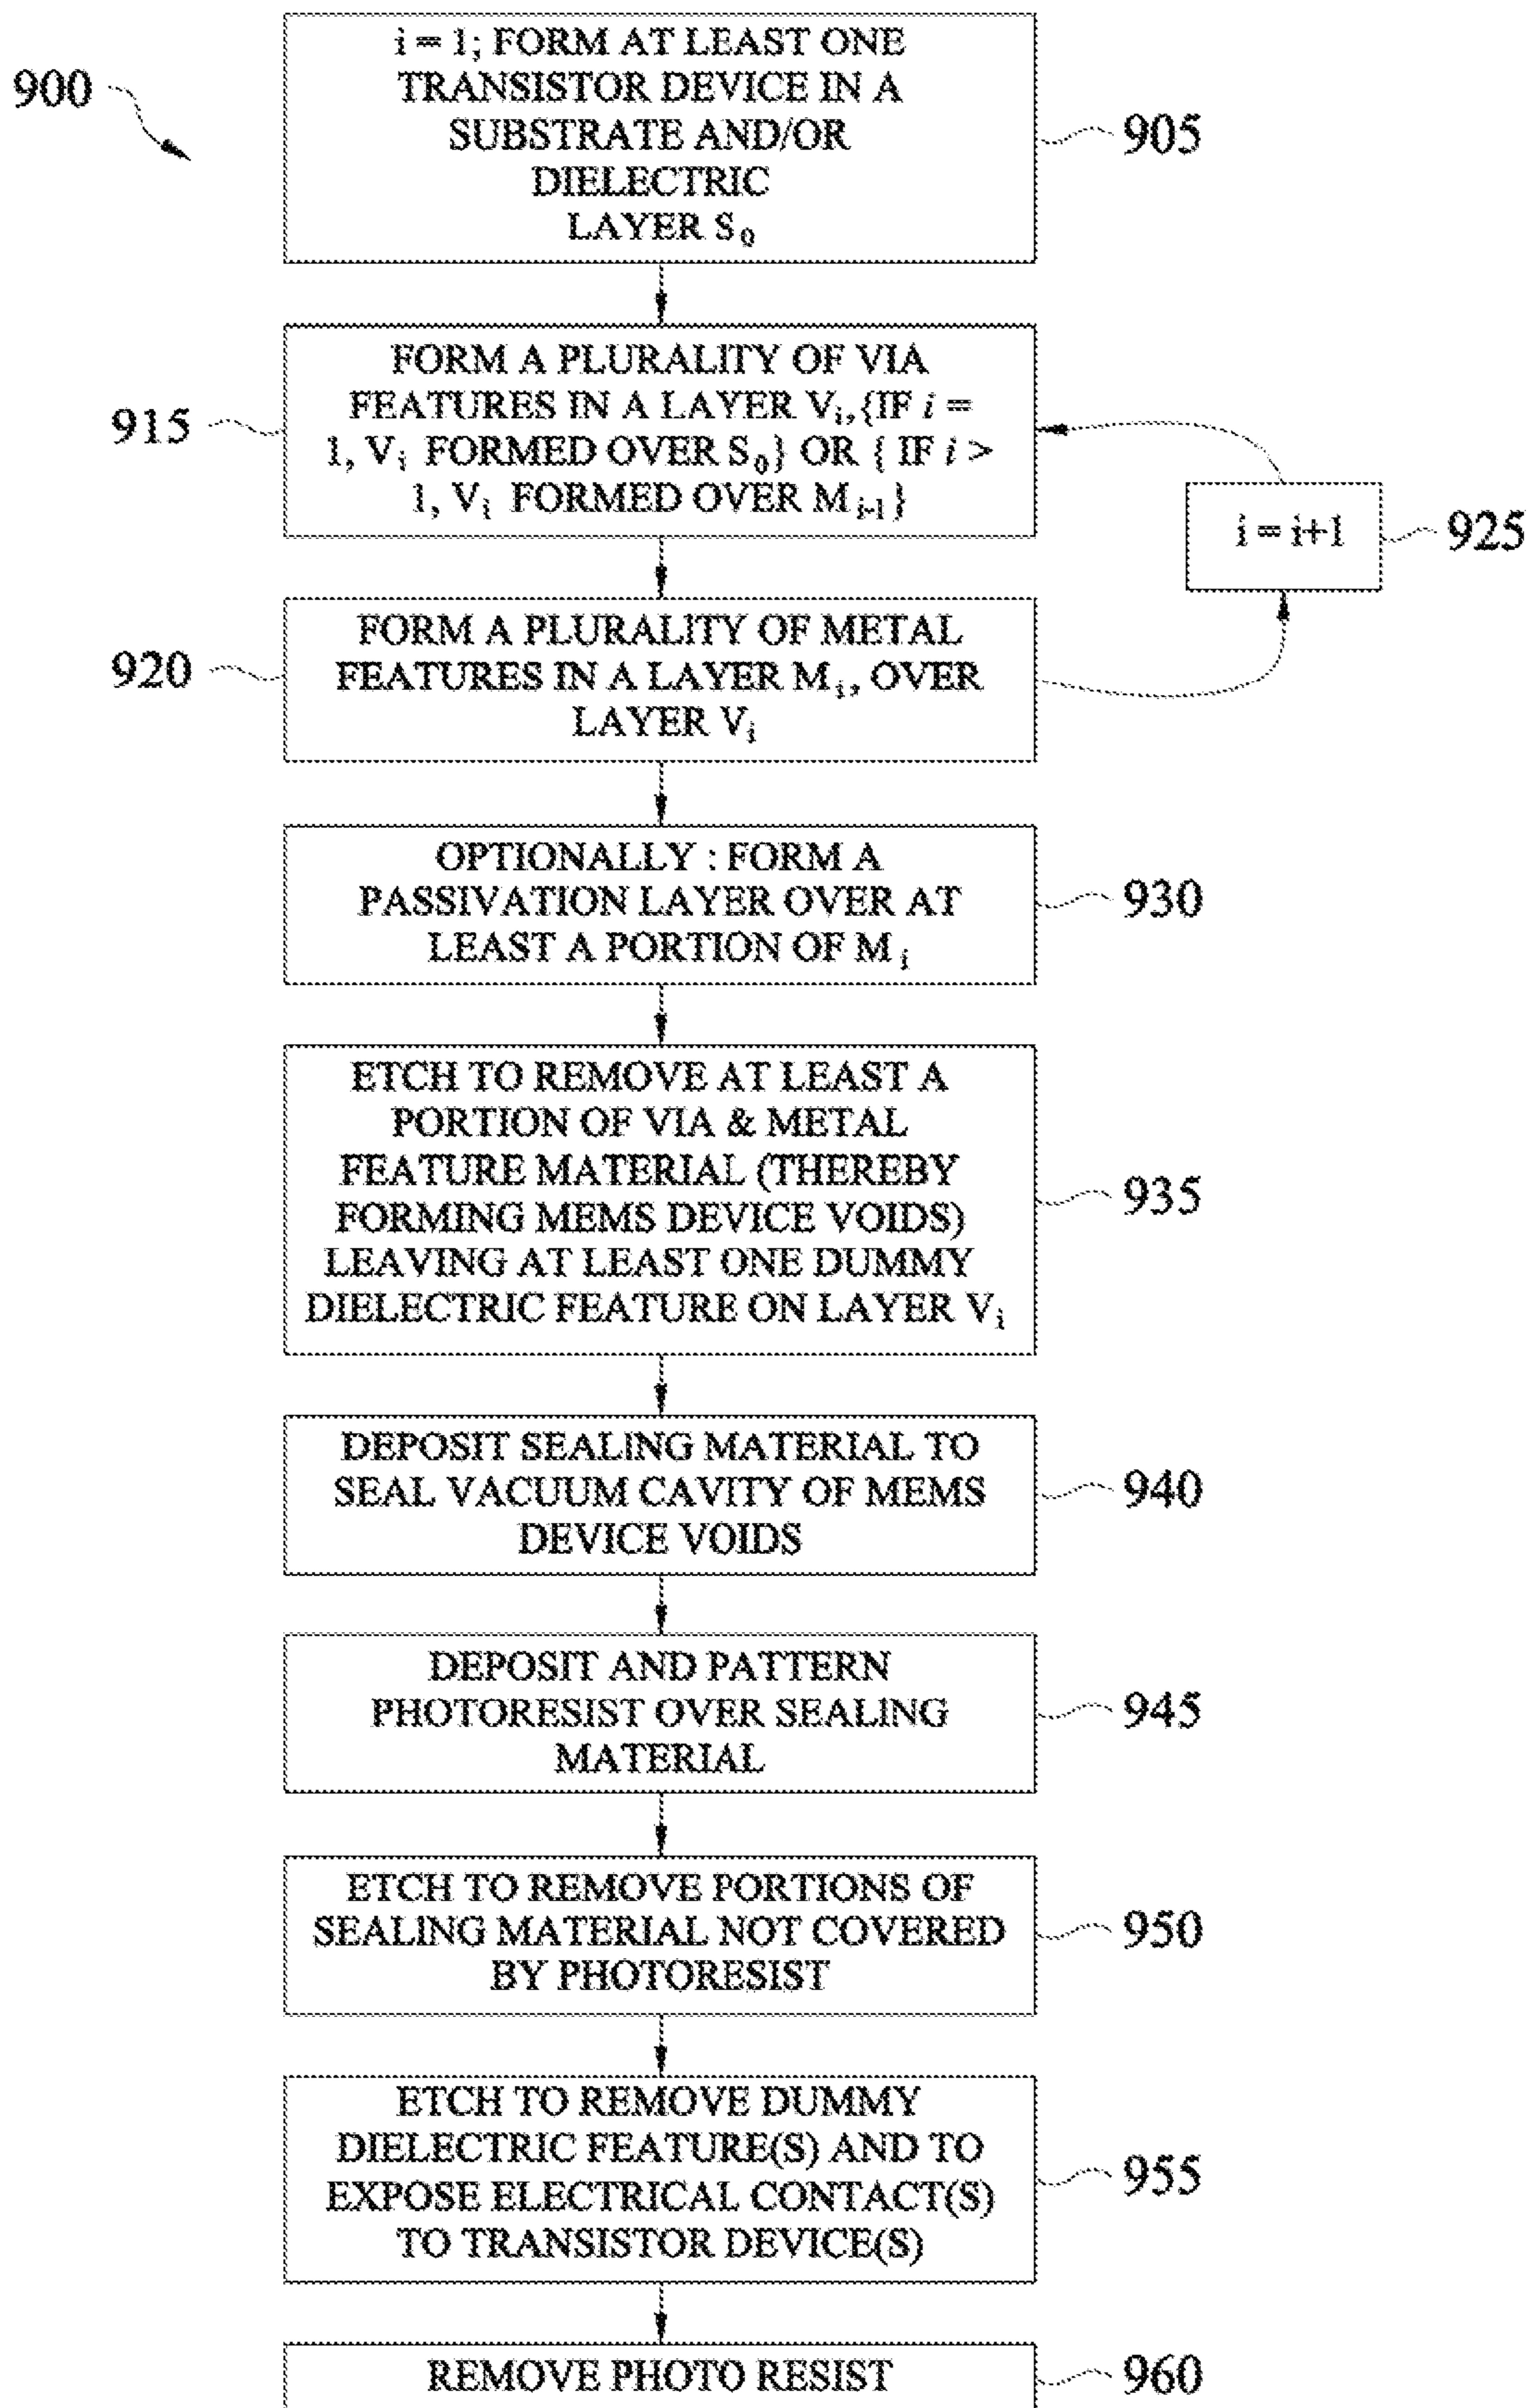 900
i = 1; FORM AT LEAST ONE
TRANSISTOR DEVICE IN A
SUBSTRATE AND/OR
DIELECTRIC
LAYER S₀
905
FORM A PLURALITY OF VIA
FEATURES IN A LAYER Vᵢ,{IF i =
1, Vᵢ FORMED OVER S₀} OR { IF i >
1, Vᵢ FORMED OVER Mᵢ₋₁}
915
i = i+1
925
FORM A PLURALITY OF METAL
FEATURES IN A LAYER Mᵢ, OVER
LAYER Vᵢ
920
OPTIONALLY : FORM A
PASSIVATION LAYER OVER AT
LEAST A PORTION OF Mᵢ
930
ETCH TO REMOVE AT LEAST A
PORTION OF VIA & METAL
FEATURE MATERIAL (THEREBY
FORMING MEMS DEVICE VOIDS)
LEAVING AT LEAST ONE DUMMY
DIELECTRIC FEATURE ON LAYER Vᵢ
935
DEPOSIT SEALING MATERIAL TO
SEAL VACUUM CAVITY OF MEMS
DEVICE VOIDS
940
DEPOSIT AND PATTERN
PHOTORESIST OVER SEALING
MATERIAL
945
ETCH TO REMOVE PORTIONS OF
SEALING MATERIAL NOT COVERED
BY PHOTORESIST
950
ETCH TO REMOVE DUMMY
DIELECTRIC FEATURE(S) AND TO
EXPOSE ELECTRICAL CONTACT(S)
TO TRANSISTOR DEVICE(S)
955
REMOVE PHOTO RESIST
960